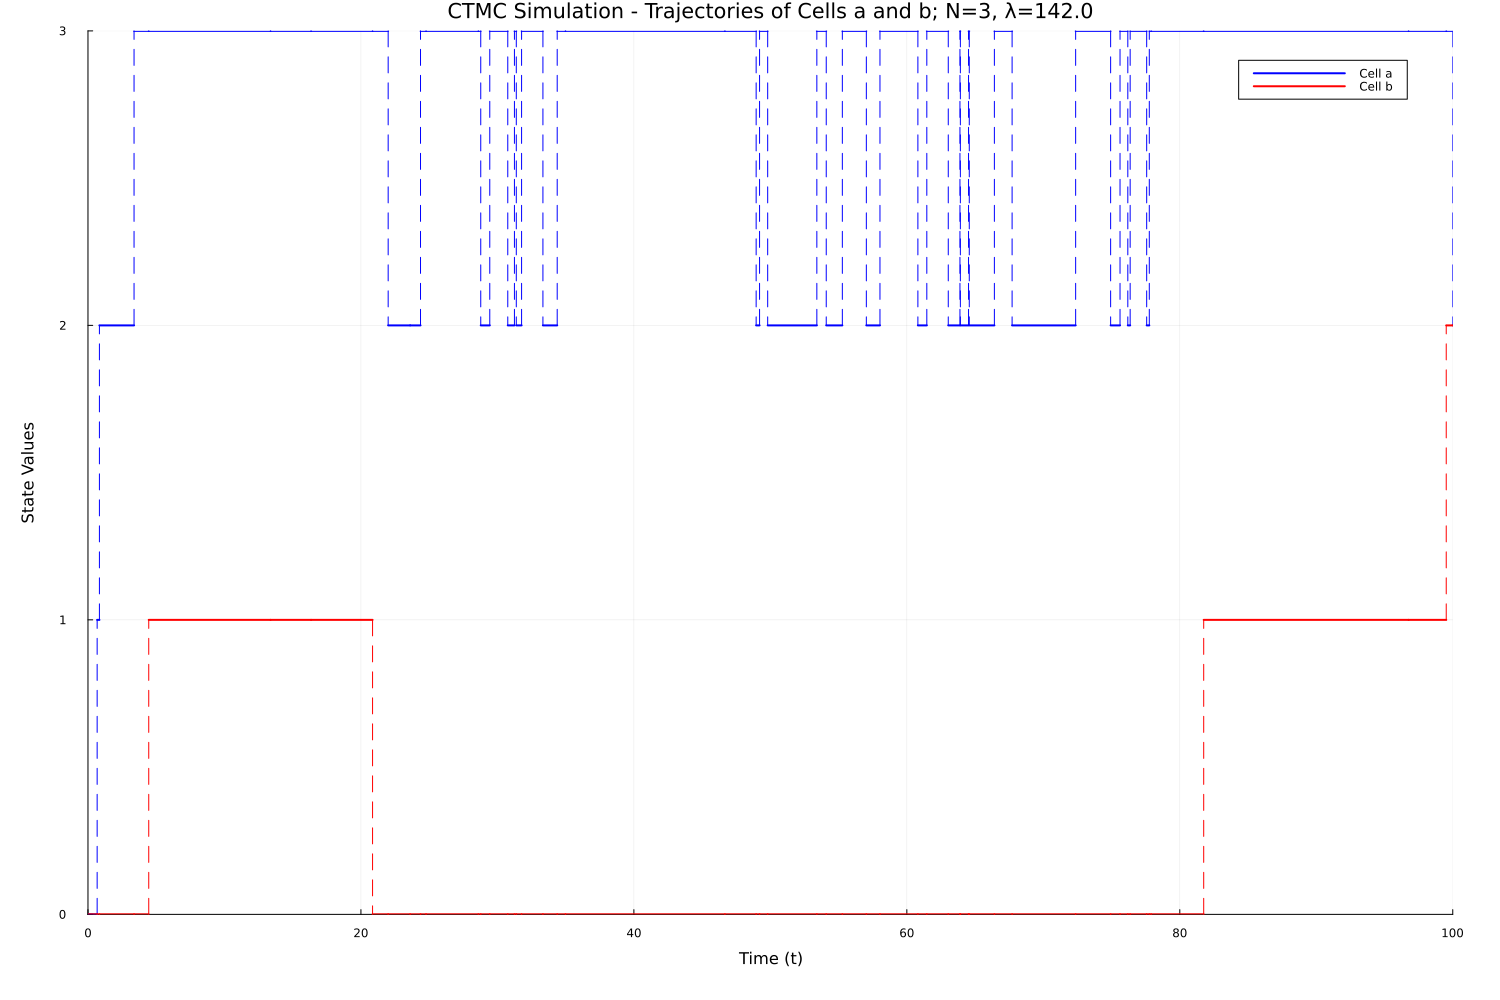 CTMC Simulation - Trajectories of Cells a and b; N=3, λ=142.0
3
Cell a
Cell b
2
State Values
1
0
0 20 40 60 80 100
Time (t)